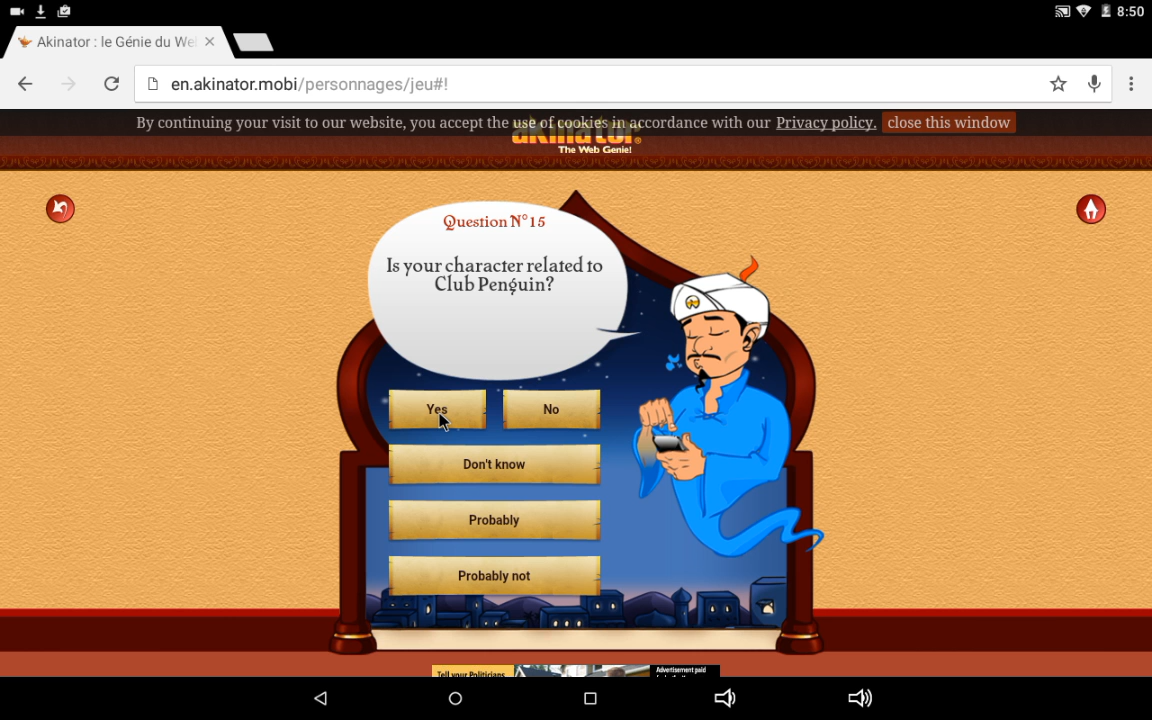 8:50
Akinator : le Génie du We
en.akinator.mobi/personnages/jeu#!
By continuing your visit to our website, you accept the use of cookies in accordance with our Privacy policy. close this window
akinator®
The Web Genie!
Question N°15
Is your character related to
Club Penguin?
Yes
No
Don't know
Probably
Probably not
Tell your Politicians
Advertisement paid